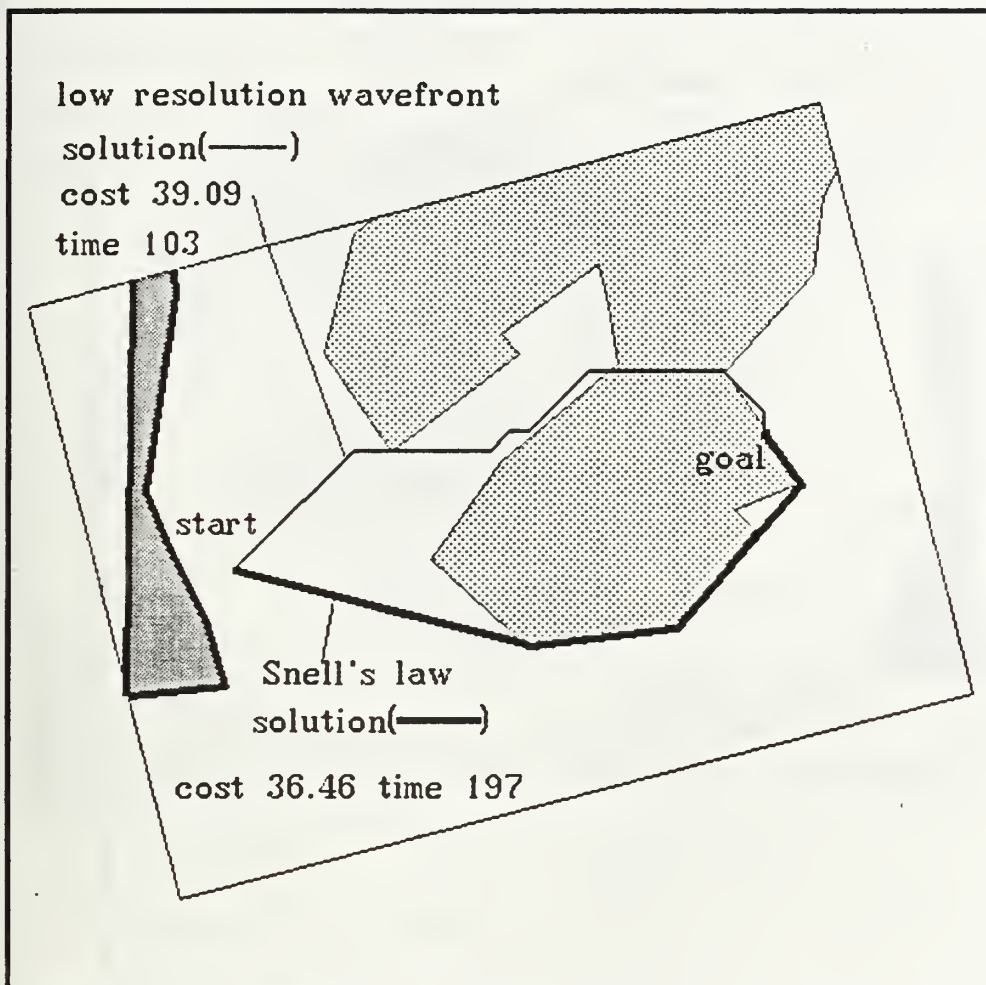 low resolution wavefront
solution(——)
cost 39.09
time 103
start
goal
Snell's law
solution(——)
cost 36.46 time 197